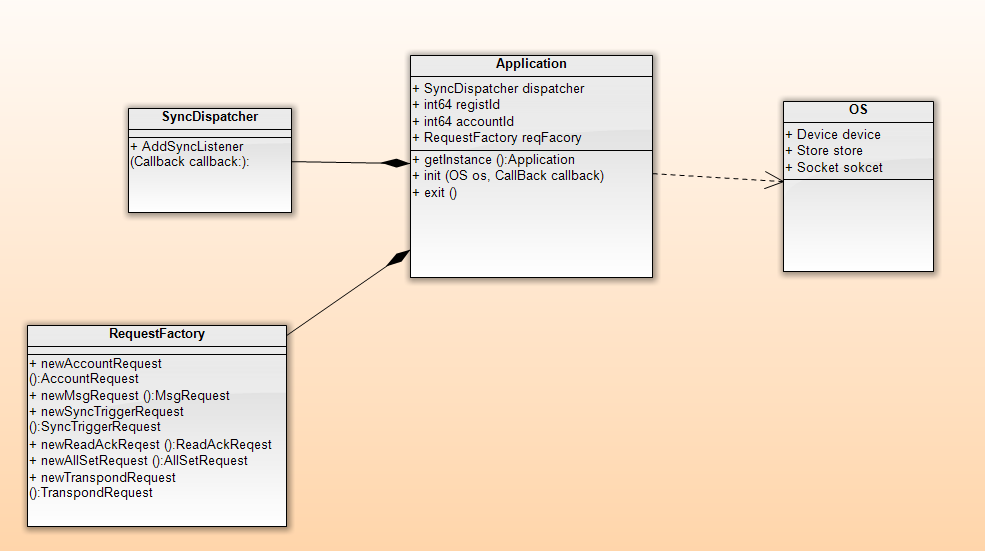 Application
+ SyncDispatcher dispatcher
+ int64 registId
+ int64 accountId
+ RequestFactory reqFacory
+ getInstance ():Application
+ init (OS os, CallBack callback)
+ exit ()
SyncDispatcher
+ AddSyncListener
(Callback callback:):
OS
+ Device device
+ Store store
+ Socket sokcet
RequestFactory
+ newAccountRequest
():AccountRequest
+ newMsgRequest ():MsgRequest
+ newSyncTriggerRequest
():SyncTriggerRequest
+ newReadAckReqest ():ReadAckReqest
+ newAllSetRequest ():AllSetRequest
+ newTranspondRequest
():TranspondRequest